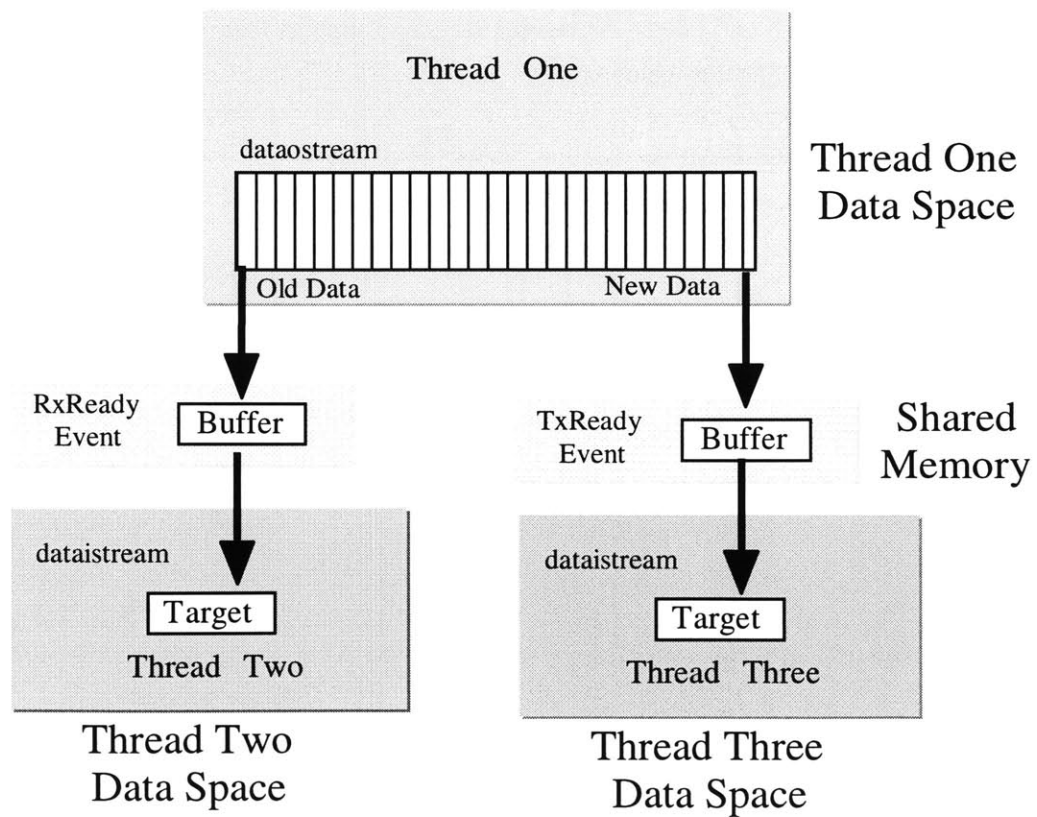 Thread One
dataostream
Thread One
Data Space
Old Data
New Data
RxReady
Event
Buffer
TxReady
Event
Buffer
Shared
Memory
dataistream
Target
Thread Two
dataistream
Target
Thread Three
Thread Two
Data Space
Thread Three
Data Space